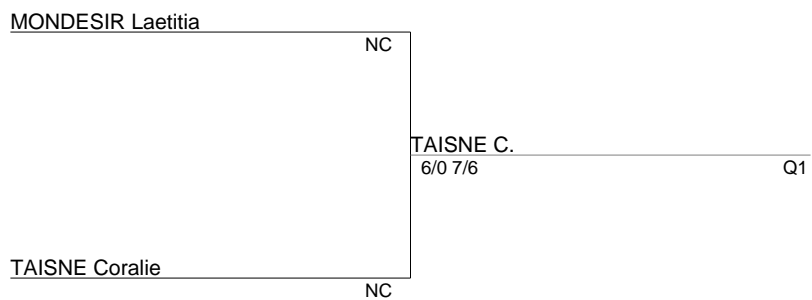 MONDESIR Laetitia
NC
TAISNE C.
6/0 7/6 Q1
TAISNE Coralie
NC